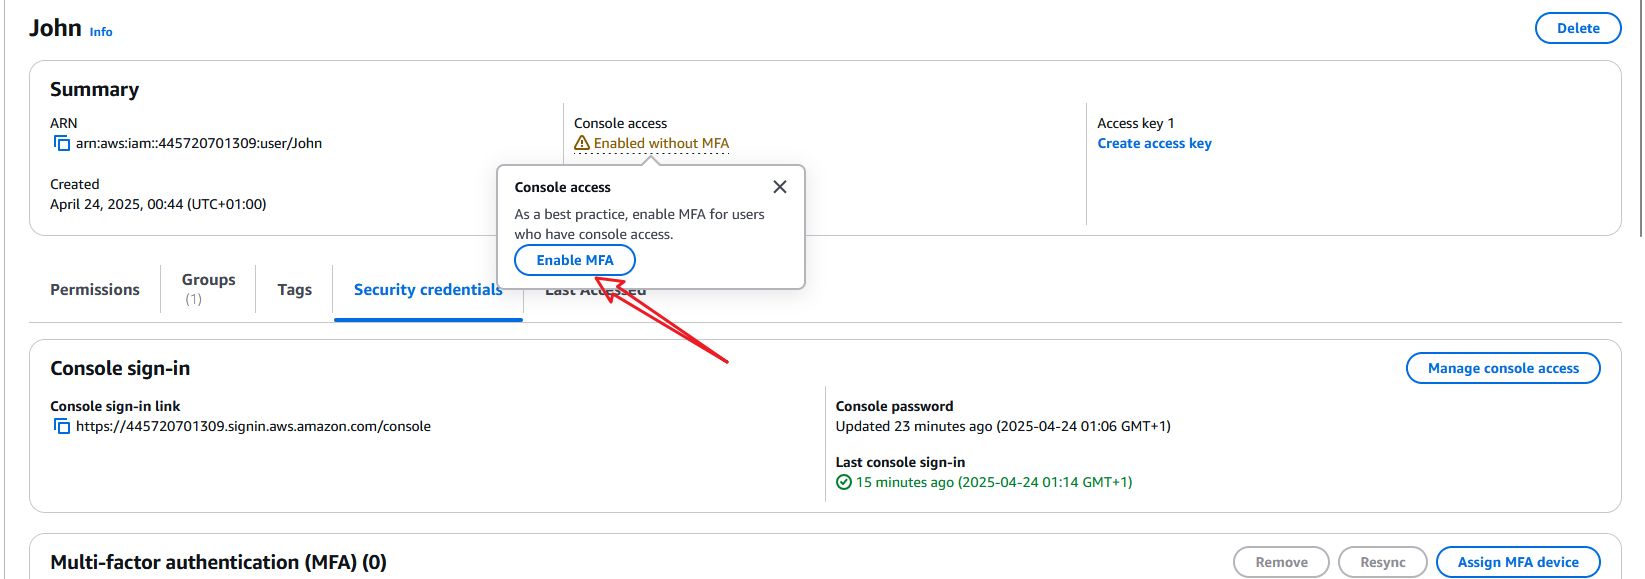 John Info
Delete
Summary
ARN
arn:aws:iam::445720701309:user/John
Created
April 24, 2025, 00:44 (UTC+01:00)
Console access
Enabled without MFA
Access key 1
Create access key
Console access
As a best practice, enable MFA for users
who have console access.
Enable MFA
Permissions
Groups
(1)
Tags
Security credentials
Last Accessed
Console sign-in
Manage console access
Console sign-in link
https://445720701309.signin.aws.amazon.com/console
Console password
Updated 23 minutes ago (2025-04-24 01:06 GMT+1)
Last console sign-in
15 minutes ago (2025-04-24 01:14 GMT+1)
Multi-factor authentication (MFA) (0)
Remove
Resync
Assign MFA device